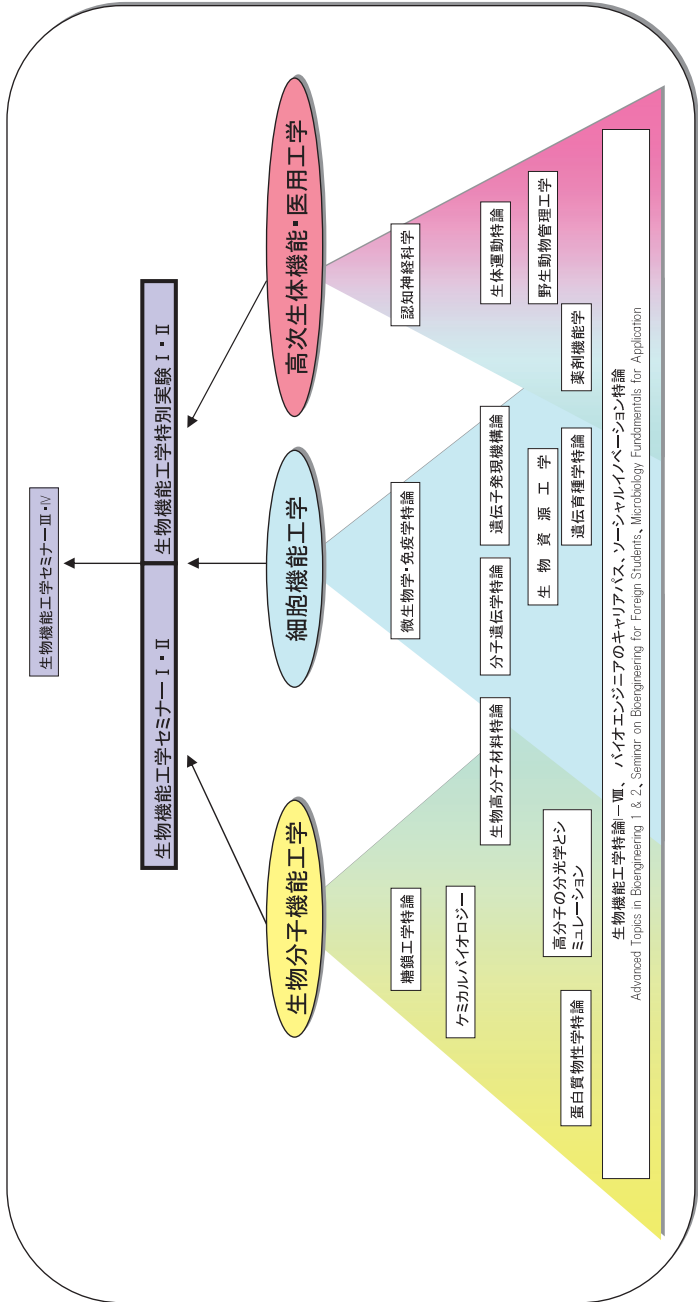 生物機能工学セミナーⅢ・Ⅳ
生物機能工学セミナーⅠ・Ⅱ
生物機能工学特別実験Ⅰ・Ⅱ
生物分子機能工学
細胞機能工学
高次生体機能・医用工学
糖鎖工学特論
微生物学・免疫学特論
認知神経科学
ケミカルバイオロジー
生物高分子材料特論
分子遺伝学特論
遺伝子発現機構論
生体運動特論
生物資源工学
野生動物管理工学
高分子の分光学とシ
ミュレーション
蛋白質物性学特論
遺伝育種学特論
薬剤機能学
生物機能工学特論Ⅰ－Ⅷ、バイオエンジニアのキャリアパス、ソーシャルイノベーション特論
Advanced Topics in Bioengineering 1 & 2、Seminar on Bioengineering for Foreign Students、Microbiology Fundamentals for Application